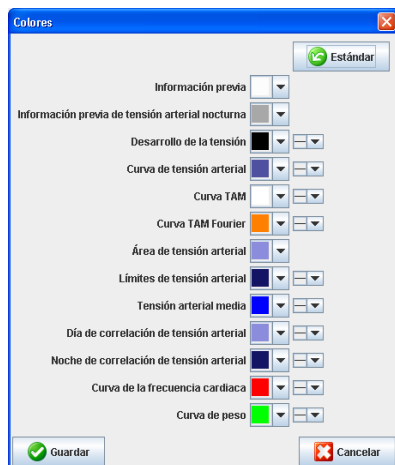 Colores
Estándar
Información previa
Información previa de tensión arterial nocturna
Desarrollo de la tensión
Curva de tensión arterial
Curva TAM
Curva TAM Fourier
Área de tensión arterial
Límites de tensión arterial
Tensión arterial media
Día de correlación de tensión arterial
Noche de correlación de tensión arterial
Curva de la frecuencia cardiaca
Curva de peso
Guardar
Cancelar